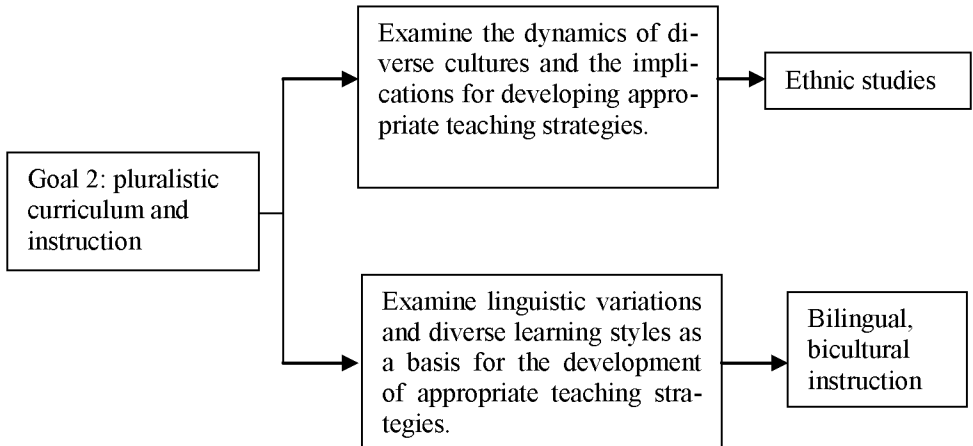 Examine the dynamics of di-
verse cultures and the impli-
cations for developing appro-
priate teaching strategies.
Ethnic studies
Goal 2: pluralistic
curriculum and
instruction
Examine linguistic variations
and diverse learning styles as
a basis for the development
of appropriate teaching strat-
egies.
Bilingual,
bicultural
instruction